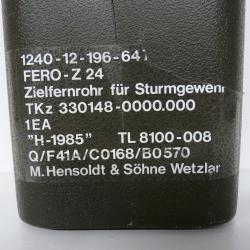 1240-12-196-641
FERO-Z 24
Zielfernrohr für Sturmgewehr
TKz 330148-0000.000
1EA
"H-1985" TL 8100-008
Q/F41A/C0168/B0570
M. Hensoldt & Söhne Wetzlar